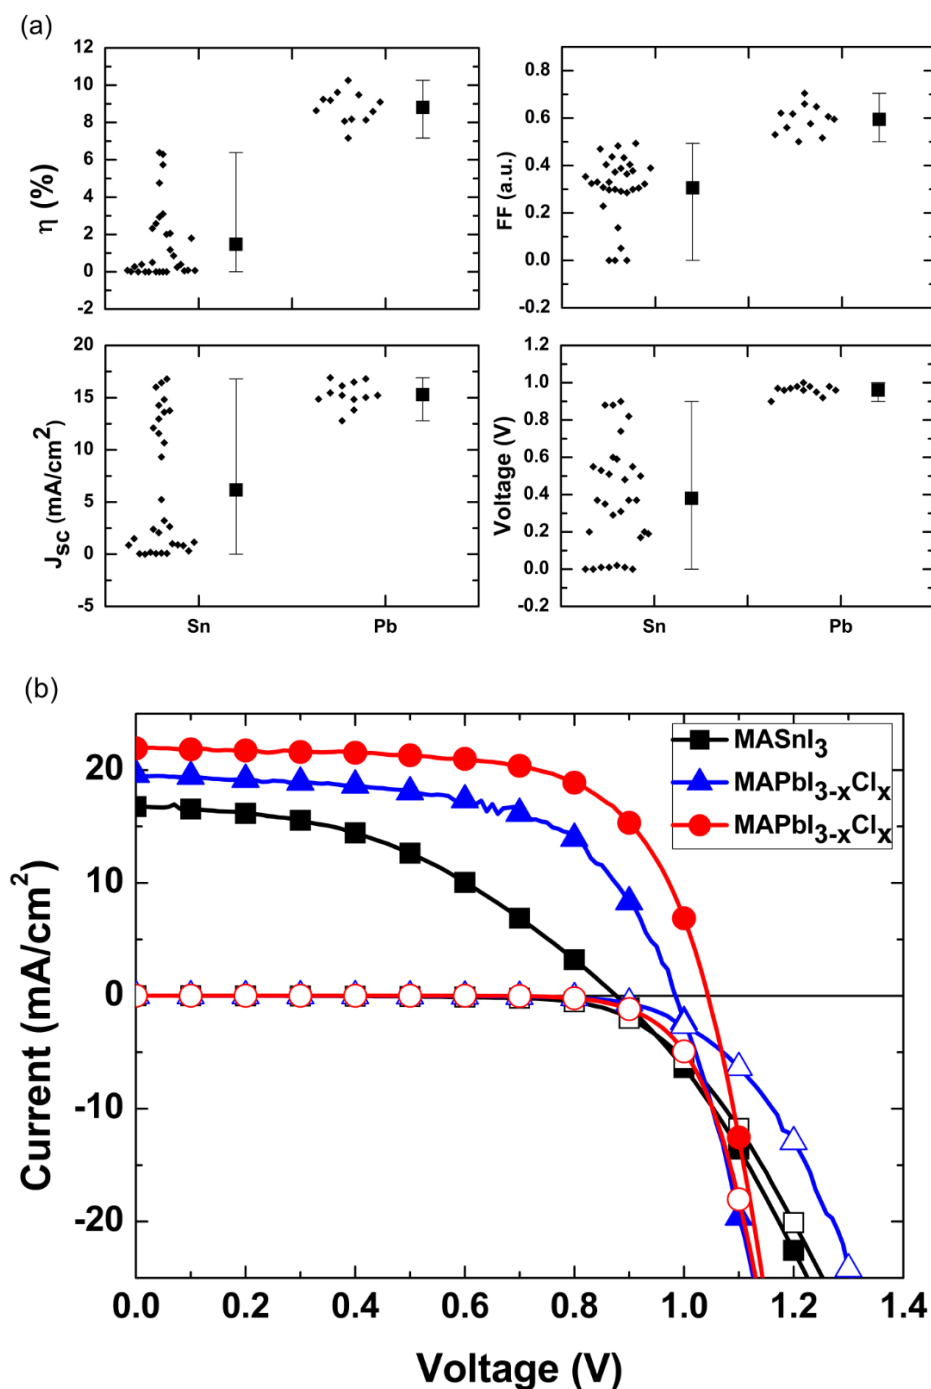 (a)
12
10
8
6
4
2
0
-2
η (%)
0.8
0.6
0.4
0.2
0.0
-0.2
FF (a.u.)
20
15
10
5
0
-5
J_SC (mA/cm²)
Sn
Pb
1.2
1.0
0.8
0.6
0.4
0.2
0.0
-0.2
Voltage (V)
Sn
Pb
(b)
MASnI₃
MAPbI₃₋ₓClₓ
MAPbI₃₋ₓClₓ
20
10
0
-10
-20
Current (mA/cm²)
0.0 0.2 0.4 0.6 0.8 1.0 1.2 1.4
Voltage (V)